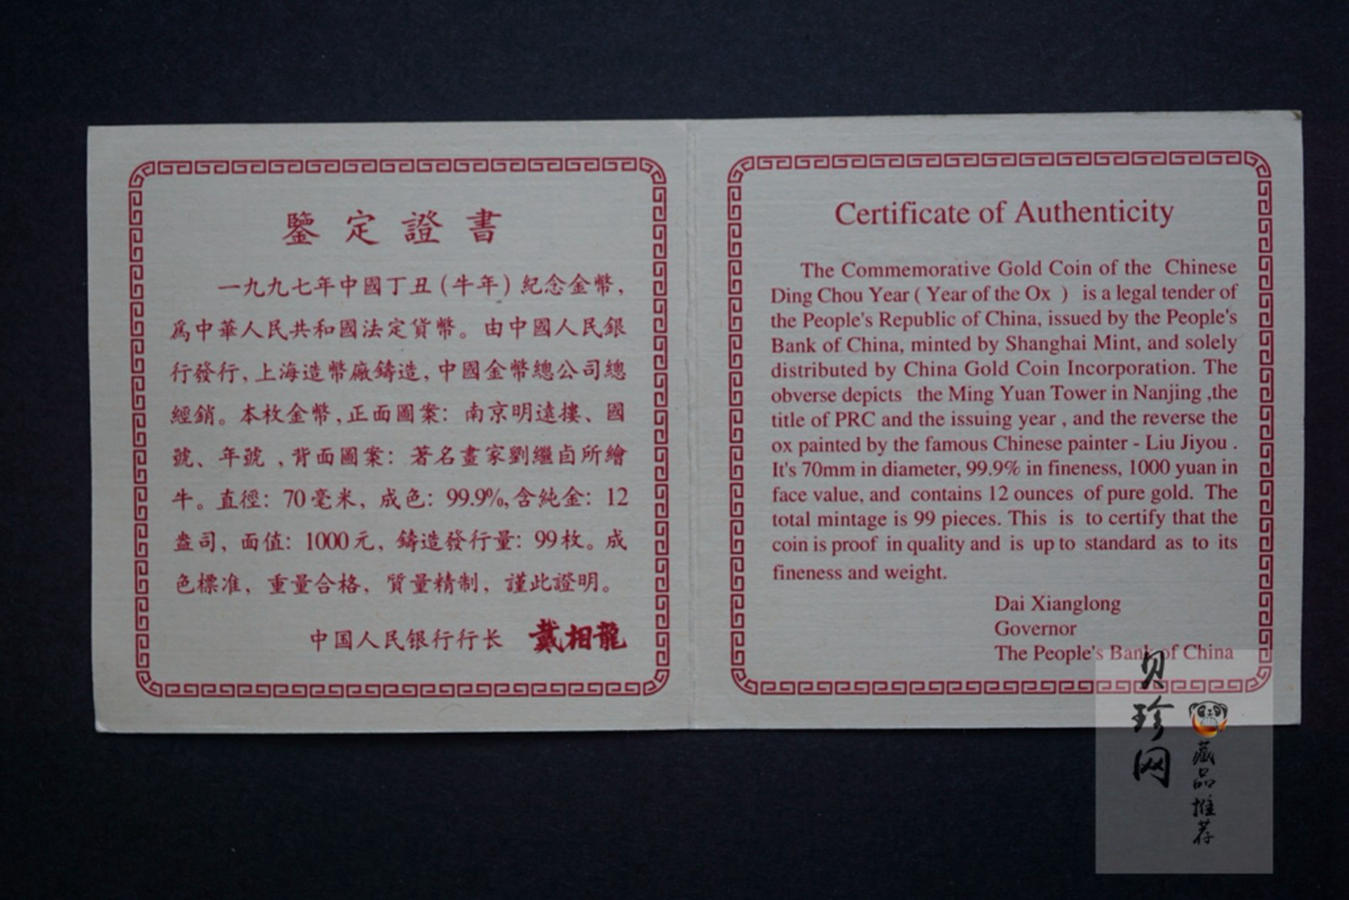 鑒定證書
一九九七年中國丁丑(牛年)紀念金幣,
爲中華人民共和國法定貨幣。由中國人民銀
行發行,上海造幣廠鑄造,中國金幣總公司總
經銷。本枚金幣,正面圖案:南京明遠摟、國
號、年號,背面圖案:著名畫家劉繼卣所繪
牛。直徑:70毫米,成色:99.9%,含純金:12
盎司,面值:1000元,鑄造發行量:99枚。成
色標准,重量合格,質量精制,謹此證明。
中国人民银行行长 戴相龍
Certificate of Authenticity
The Commemorative Gold Coin of the Chinese
Ding Chou Year ( Year of the Ox ) is a legal tender of
the People's Republic of China, issued by the People's
Bank of China, minted by Shanghai Mint, and solely
distributed by China Gold Coin Incorporation. The
obverse depicts the Ming Yuan Tower in Nanjing ,the
title of PRC and the issuing year , and the reverse the
ox painted by the famous Chinese painter - Liu Jiyou .
It's 70mm in diameter, 99.9% in fineness, 1000 yuan in
face value, and contains 12 ounces of pure gold. The
total mintage is 99 pieces. This is to certify that the
coin is proof in quality and is up to standard as to its
fineness and weight.
Dai Xianglong
Governor
The People's Bank of China
贝珍网
藏品推荐